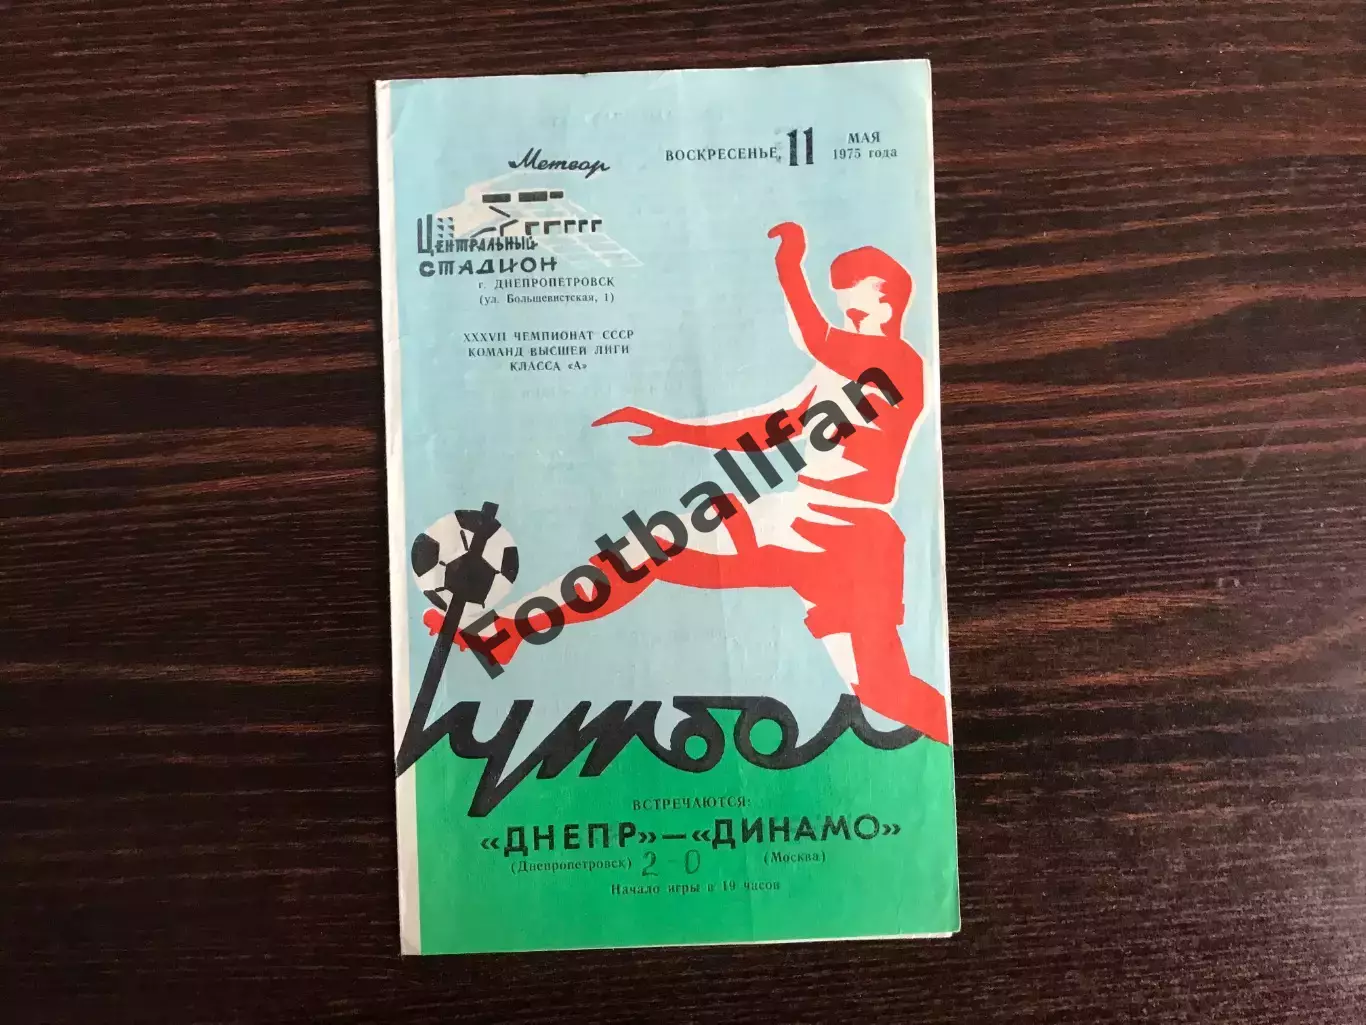 Метеор
ЦЕНТРАЛЬНЫЙ
СТАДИОН
г. ДНЕПРОПЕТРОВСК
(ул. Большевистская, 1)
ВОСКРЕСЕНЬЕ, 11 МАЯ
1975 года
XXXVII ЧЕМПИОНАТ СССР
КОМАНД ВЫСШЕЙ ЛИГИ
КЛАССА «А»
Footballfan
Футбол
ВСТРЕЧАЮТСЯ:
«ДНЕПР»—«ДИНАМО»
(Днепропетровск) 2-0 (Москва)
Начало игры в 19 часов